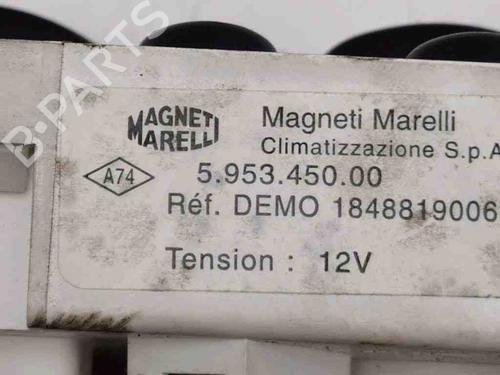 MAGNETI
MARELLI
Magneti Marelli
Climatizzazione S.p.A
A74
5.953.450.00
Réf. DEMO 1848819006
Tension : 12V
B-PARTS